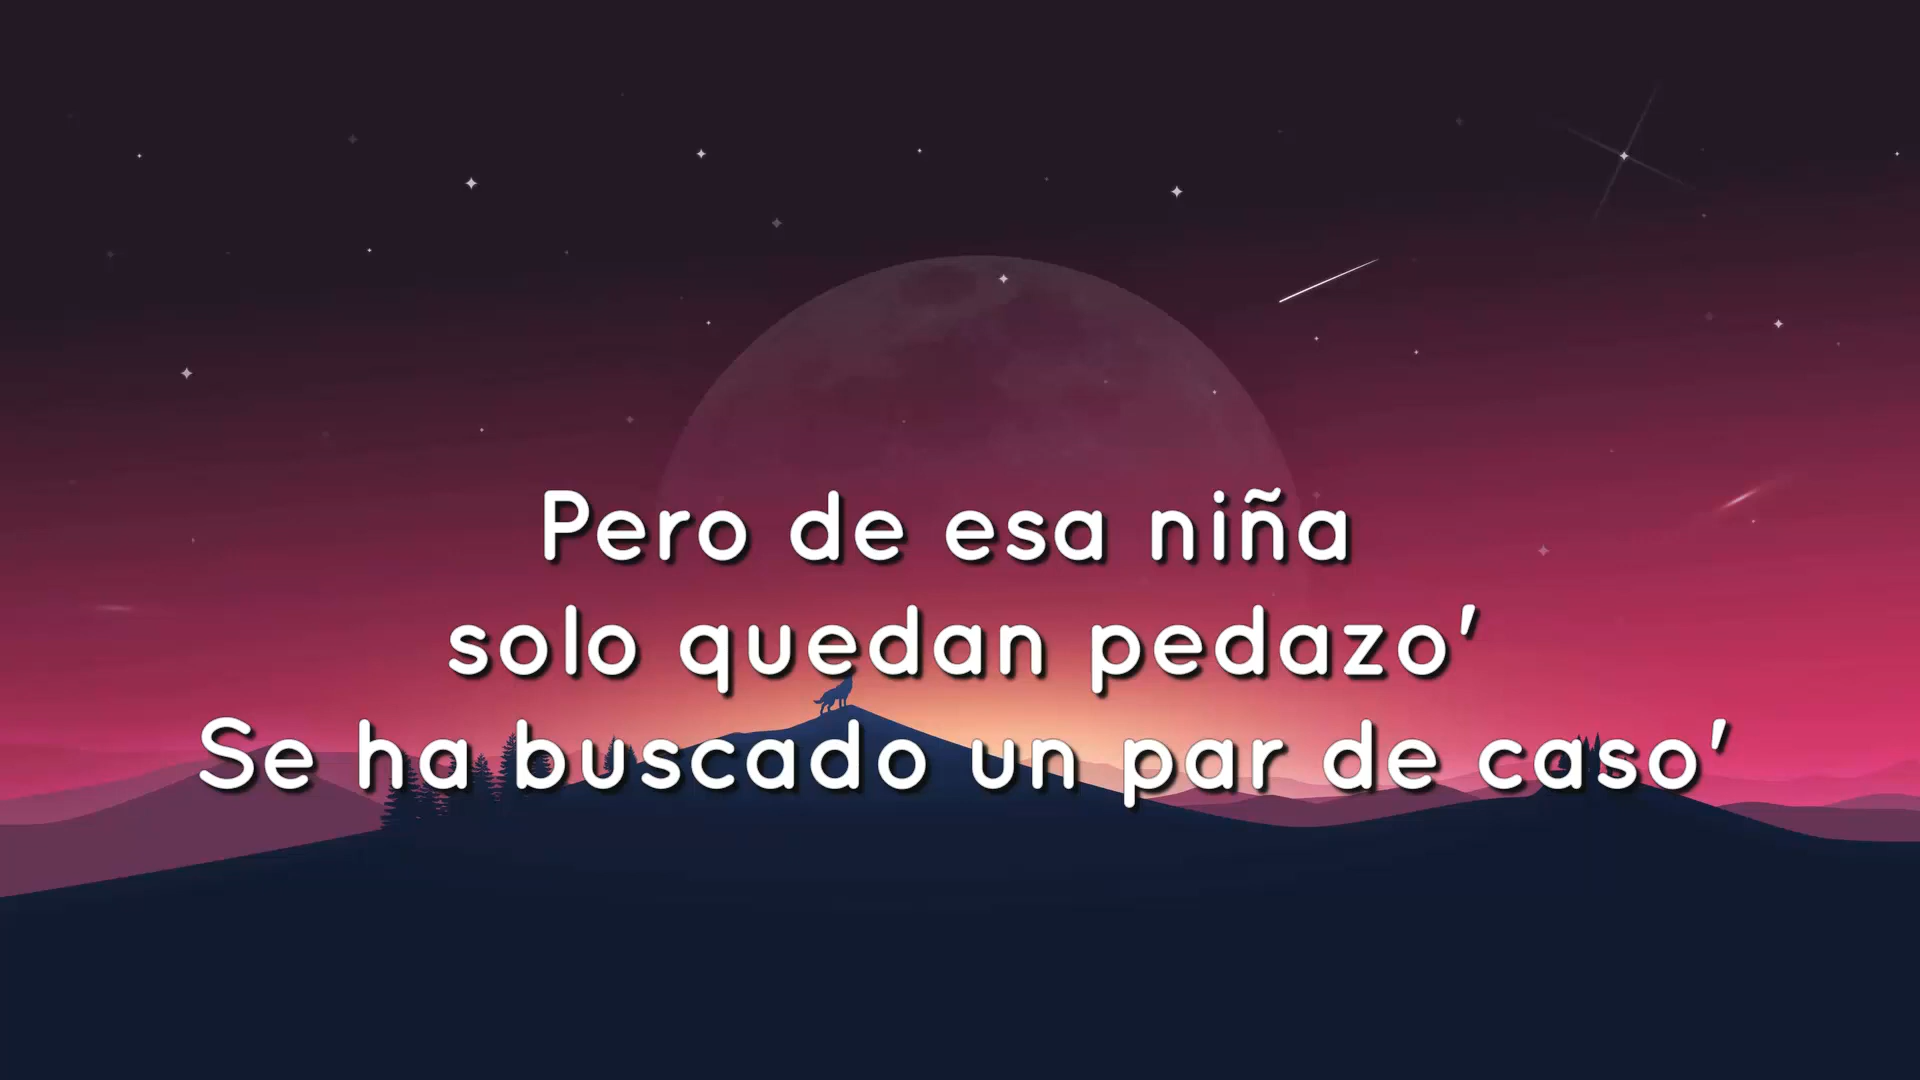 Pero de esa niña
solo quedan pedazo'
Se ha buscado un par de caso'